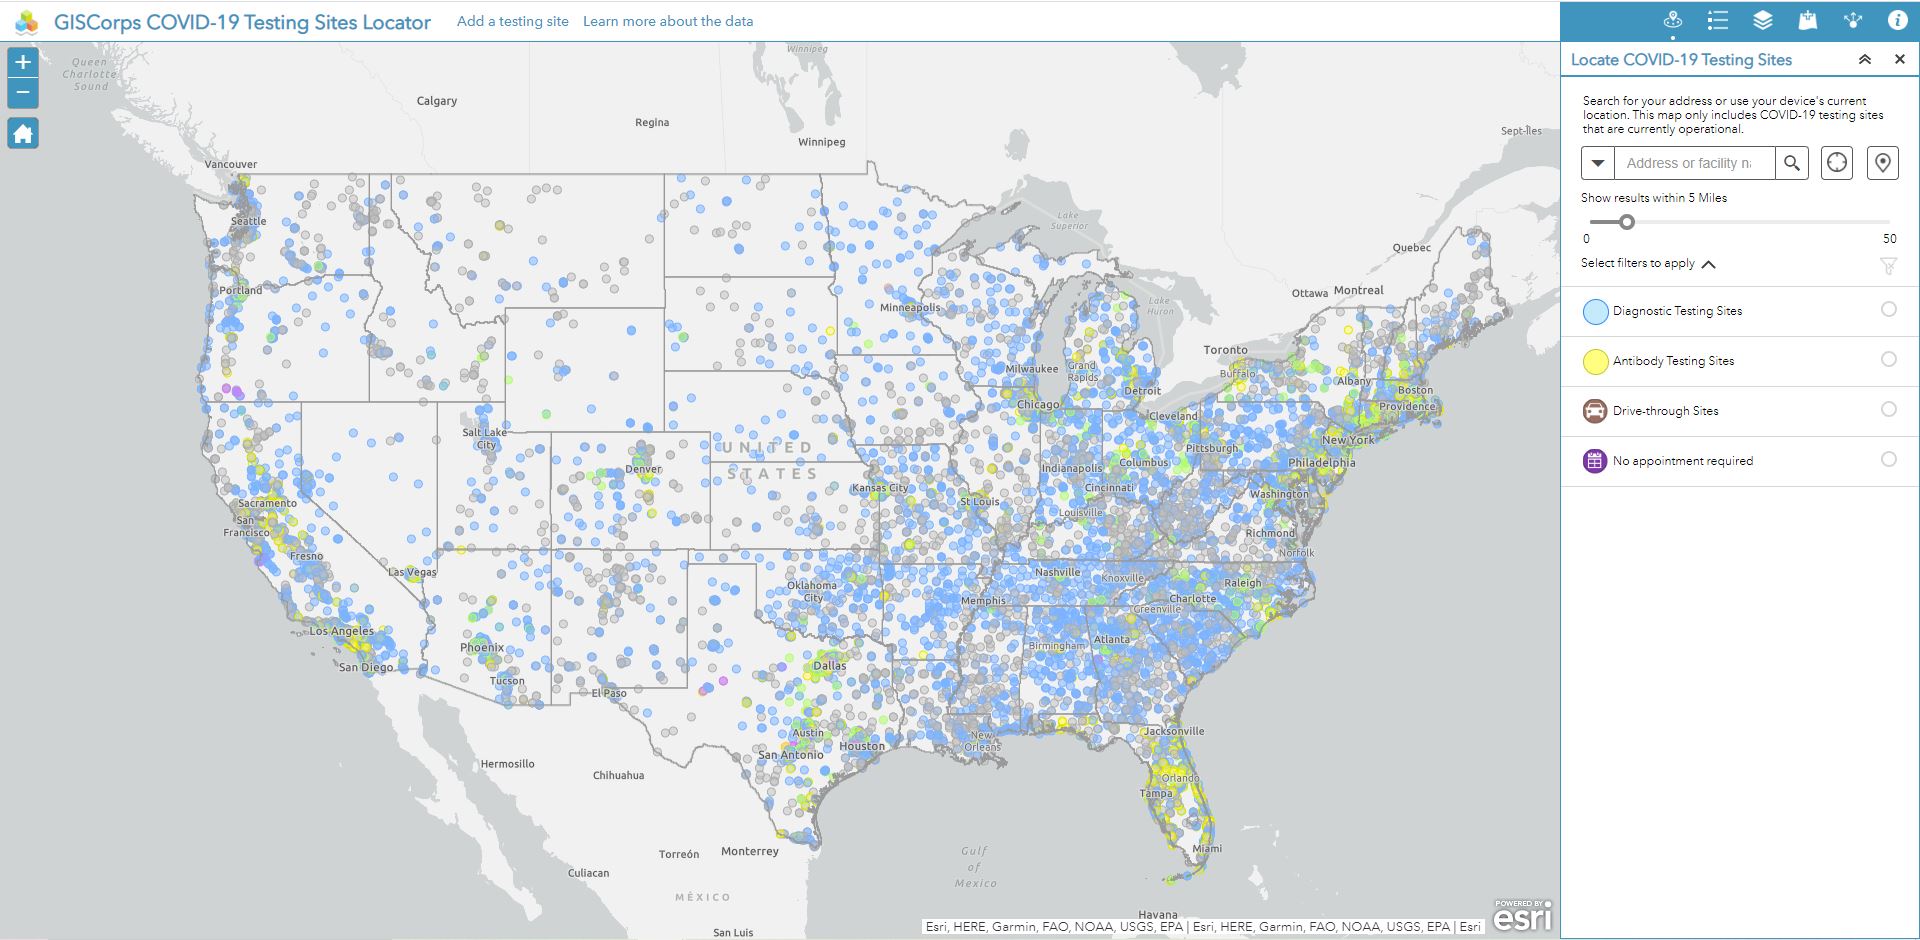 GISCorps COVID-19 Testing Sites Locator
Add a testing site
Learn more about the data
Locate COVID-19 Testing Sites
Search for your address or use your device's current
location. This map only includes COVID-19 testing sites
that are currently operational.
Address or facility n
Show results within 5 Miles
0
50
Select filters to apply
Diagnostic Testing Sites
Antibody Testing Sites
Drive-through Sites
No appointment required
+
−
Queen
Charlotte
Sound
Winnipeg
Calgary
Regina
Winnipeg
Sept-Îles
Vancouver
Seattle
Lake
Superior
Quebec
Portland
Ottawa
Montreal
Lake
Huron
Minneapolis
Toronto
Buffalo
Milwaukee
Grand
Rapids
Detroit
Albany
Boston
Providence
Chicago
Cleveland
Salt Lake
City
UNITED
STATES
New York
Pittsburgh
Philadelphia
Denver
Indianapolis
Columbus
Kansas City
Cincinnati
Washington
St Louis
Sacramento
San
Francisco
Louisville
Richmond
Norfolk
Fresno
Las Vegas
Nashville
Knoxville
Raleigh
Oklahoma
City
Memphis
Charlotte
Greenville
Los Angeles
Atlanta
Birmingham
Phoenix
San Diego
Dallas
Tucson
El Paso
Austin
Houston
San Antonio
New
Orleans
Jacksonville
Hermosillo
Chihuahua
Orlando
Tampa
Torreón
Monterrey
Miami
Gulf
of
Mexico
Culiacan
MÉXICO
Havana
San Luis
Esri, HERE, Garmin, FAO, NOAA, USGS, EPA | Esri, HERE, Garmin, FAO, NOAA, USGS, EPA | Esri
POWERED BY
esri